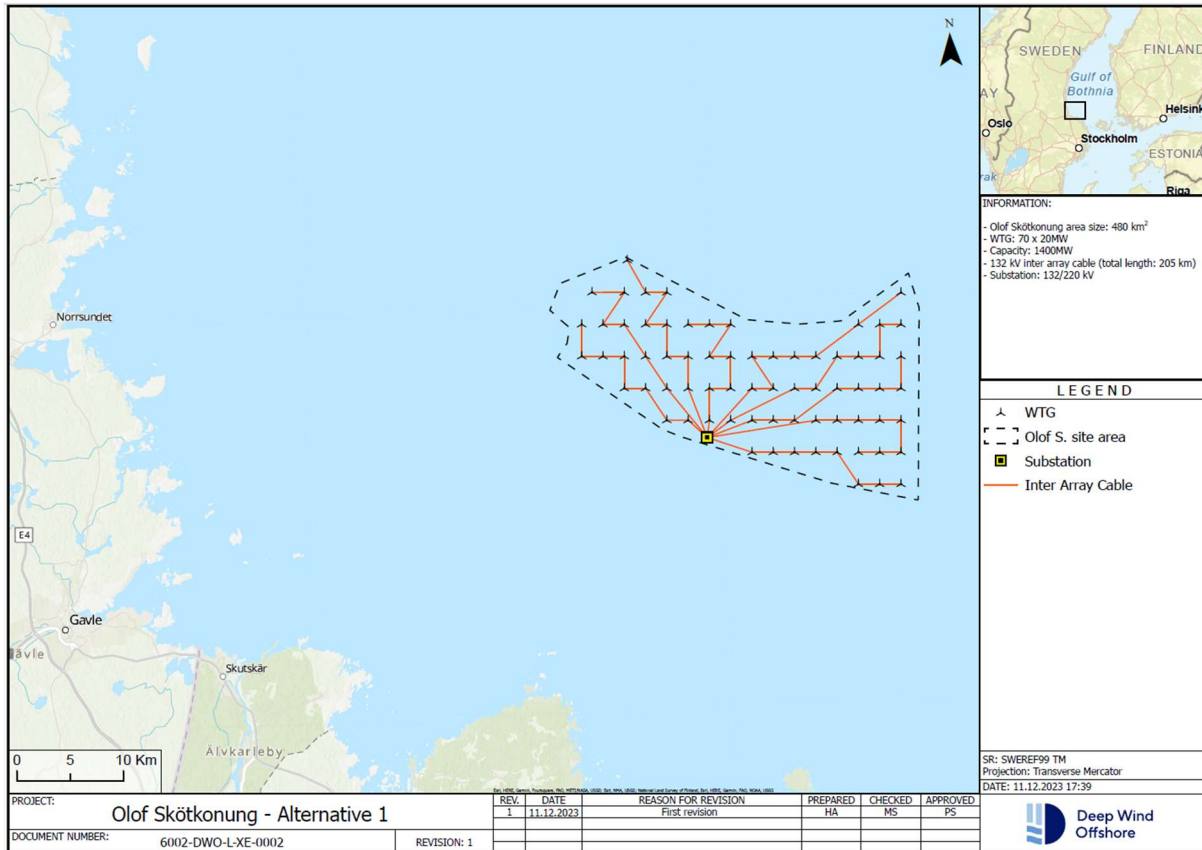 N
SWEDEN
FINLAND
Gulf of
Bothnia
Oslo
Helsink
Stockholm
ESTONIA
Riga
INFORMATION:
- Olof Skötkonung area size: 480 km²
- WTG: 70 x 20MW
- Capacity: 1400MW
- 132 kV inter array cable (total length: 205 km)
- Substation: 132/220 kV
LEGEND
WTG
Olof S. site area
Substation
Inter Array Cable
Norrsundet
E4
Gavle
ävle
Skutskär
Älvkarleby
0 5 10 Km
SR: SWEREF99 TM
Projection: Transverse Mercator
DATE: 11.12.2023 17:39
PROJECT:
Olof Skötkonung - Alternative 1
DOCUMENT NUMBER:
6002-DWO-L-XE-0002
REVISION: 1
REV. DATE REASON FOR REVISION PREPARED CHECKED APPROVED
1 11.12.2023 First revision HA MS PS
Deep Wind
Offshore